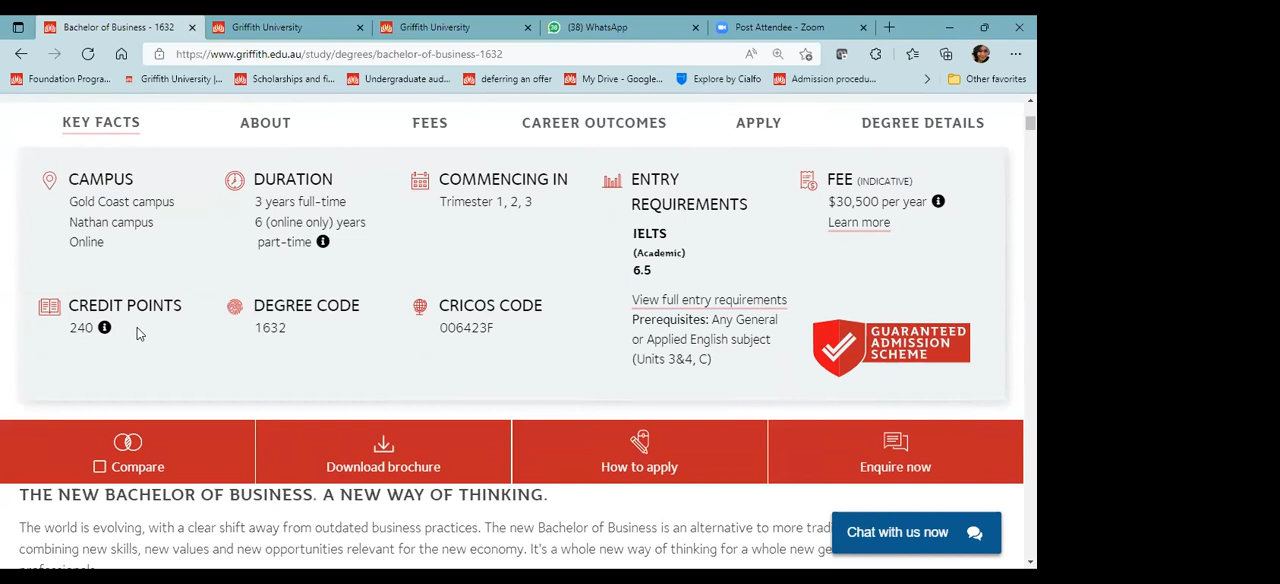 Bachelor of Business - 1632
Griffith University
Griffith University
(38) WhatsApp
Post Attendee - Zoom
https://www.griffith.edu.au/study/degrees/bachelor-of-business-1632
Foundation Progra...
Griffith University |...
Scholarships and fi...
Undergraduate aud...
deferring an offer
My Drive - Google...
Explore by Cialfo
Admission procedu...
Other favorites
KEY FACTS
ABOUT
FEES
CAREER OUTCOMES
APPLY
DEGREE DETAILS
CAMPUS
Gold Coast campus
Nathan campus
Online
DURATION
3 years full-time
6 (online only) years
part-time
COMMENCING IN
Trimester 1, 2, 3
ENTRY
REQUIREMENTS
IELTS
(Academic)
6.5
View full entry requirements
Prerequisites: Any General
or Applied English subject
(Units 3&4, C)
FEE (INDICATIVE)
$30,500 per year
Learn more
CREDIT POINTS
240
DEGREE CODE
1632
CRICOS CODE
006423F
GUARANTEED
ADMISSION
SCHEME
Compare
Download brochure
How to apply
Enquire now
THE NEW BACHELOR OF BUSINESS. A NEW WAY OF THINKING.
The world is evolving, with a clear shift away from outdated business practices. The new Bachelor of Business is an alternative to more trad
combining new skills, new values and new opportunities relevant for the new economy. It's a whole new way of thinking for a whole new ge
Chat with us now